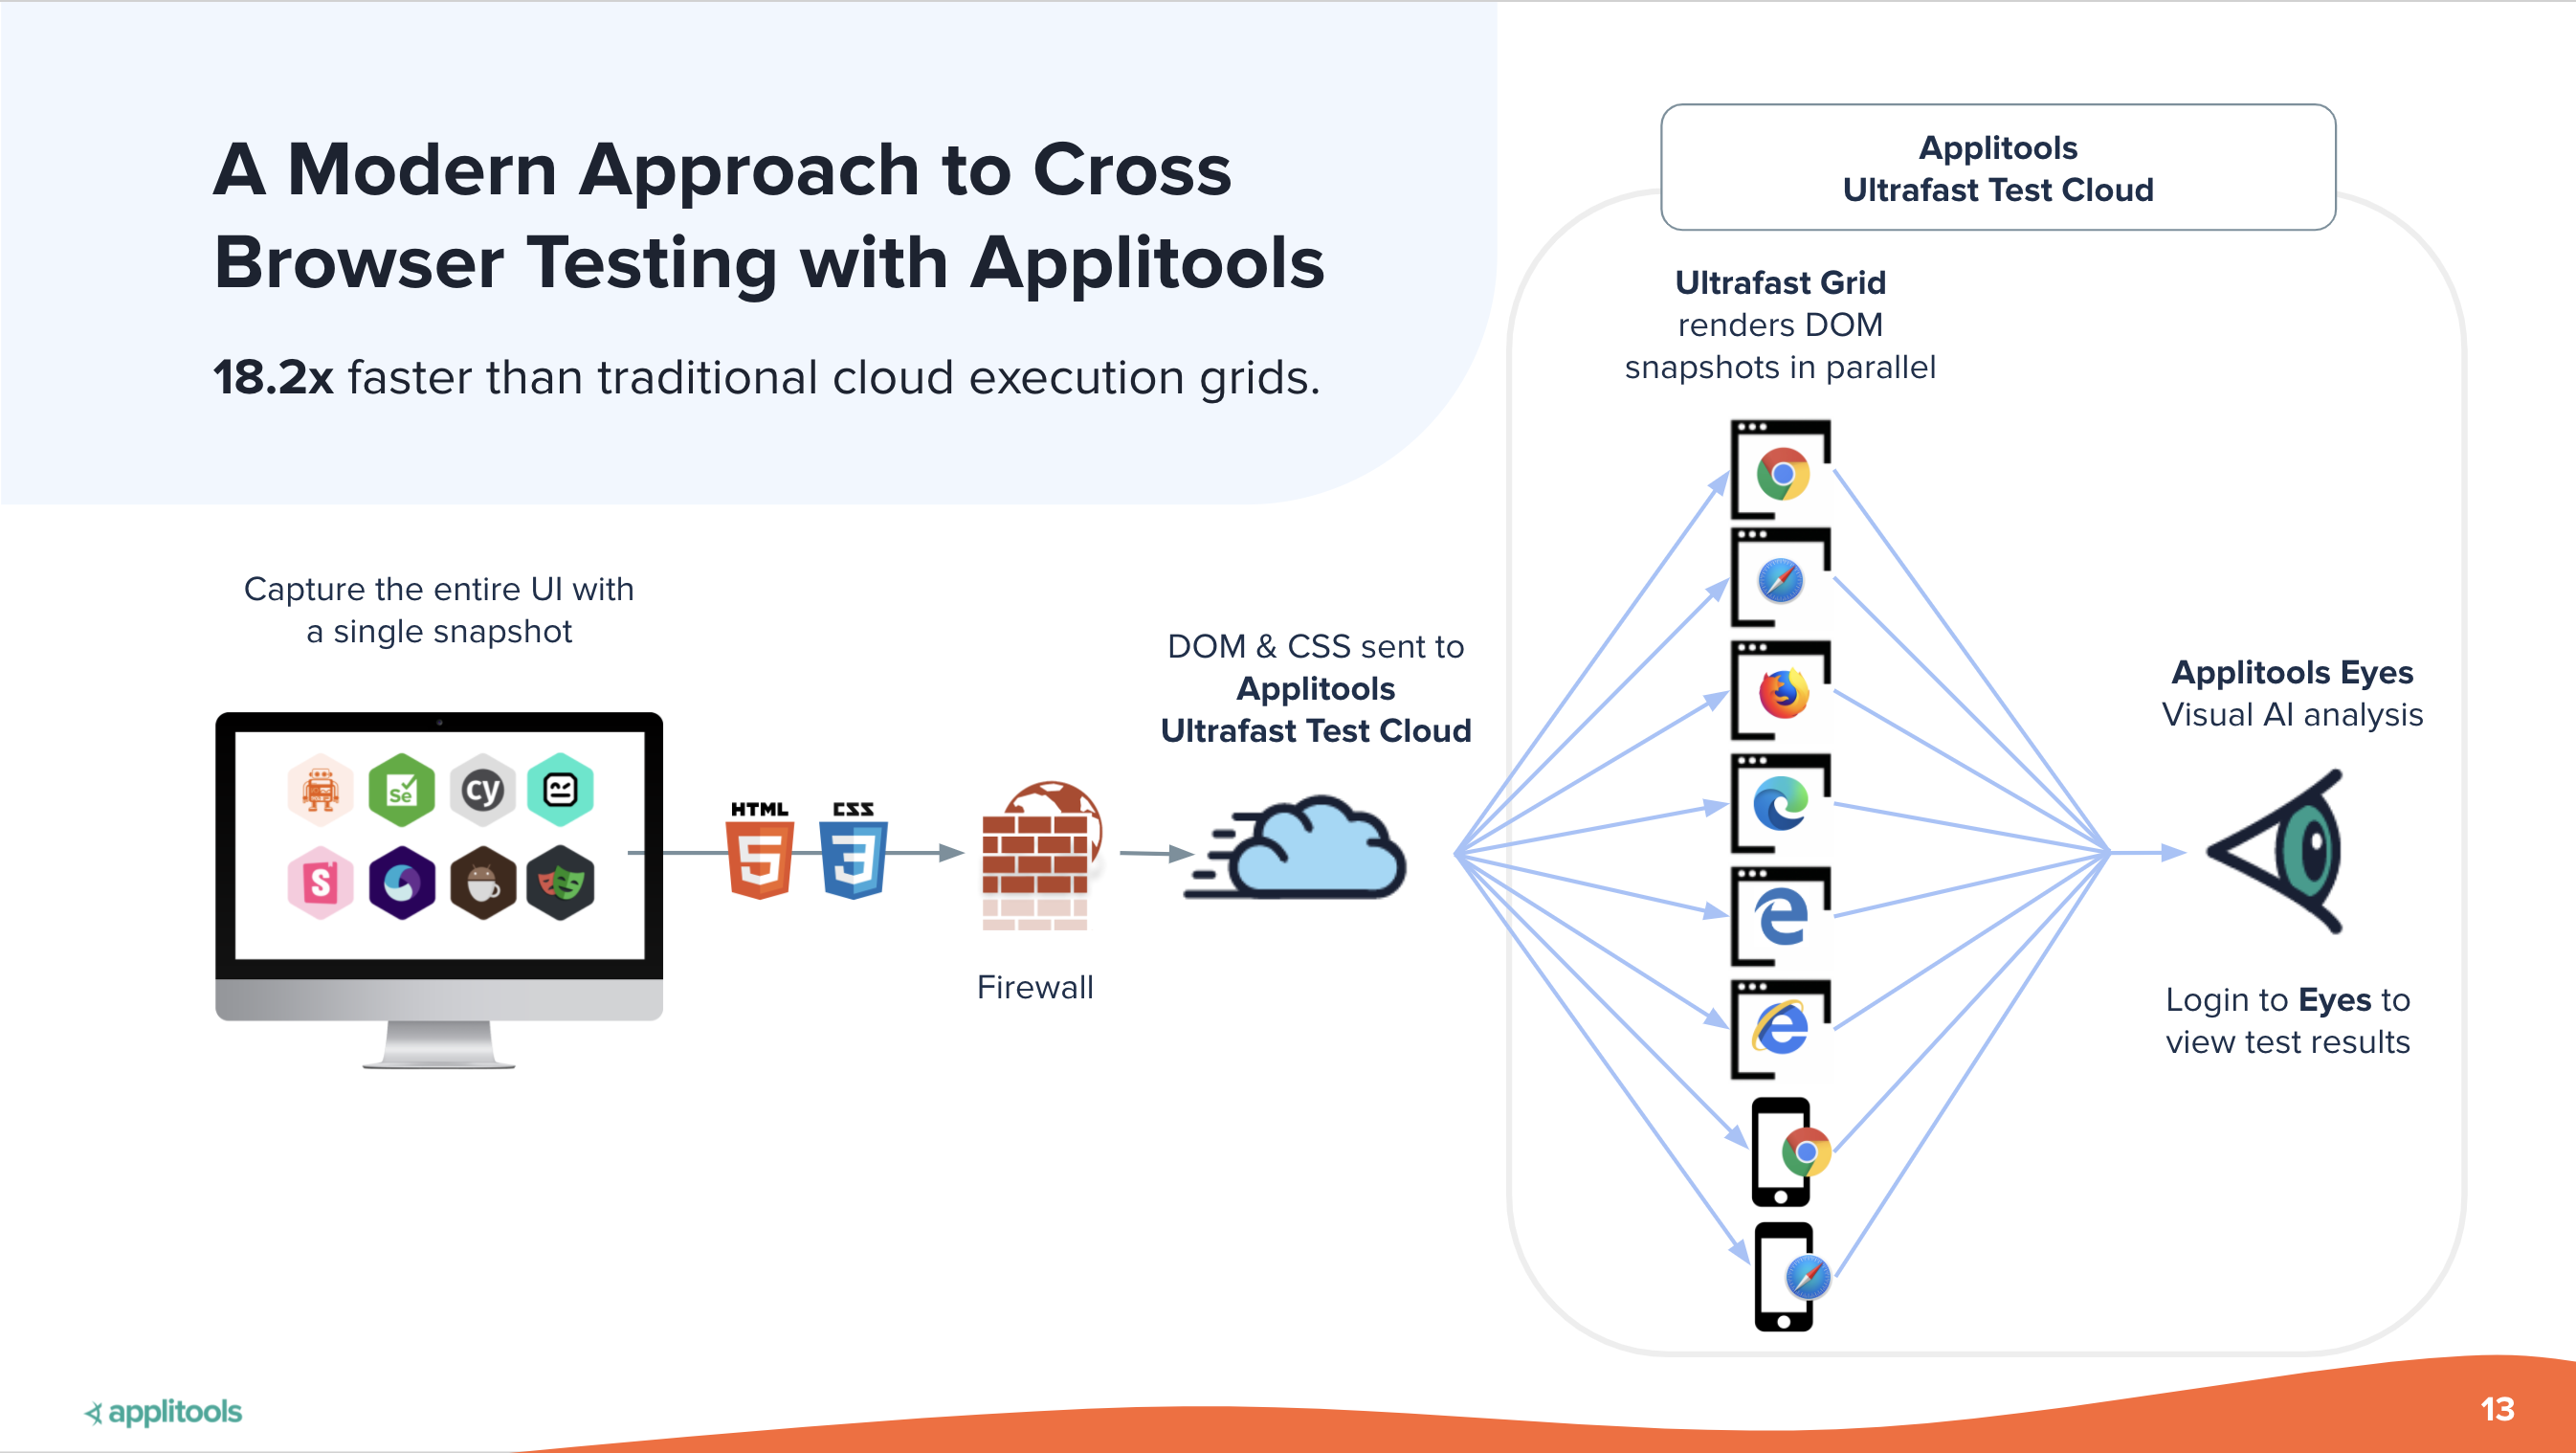 A Modern Approach to Cross
Browser Testing with Applitools
18.2x faster than traditional cloud execution grids.
Capture the entire UI with
a single snapshot
Se
cy
S
HTML
5
CSS
3
Firewall
DOM & CSS sent to
Applitools
Ultrafast Test Cloud
Applitools
Ultrafast Test Cloud
Ultrafast Grid
renders DOM
snapshots in parallel
Applitools Eyes
Visual AI analysis
Login to Eyes to
view test results
applitools
13